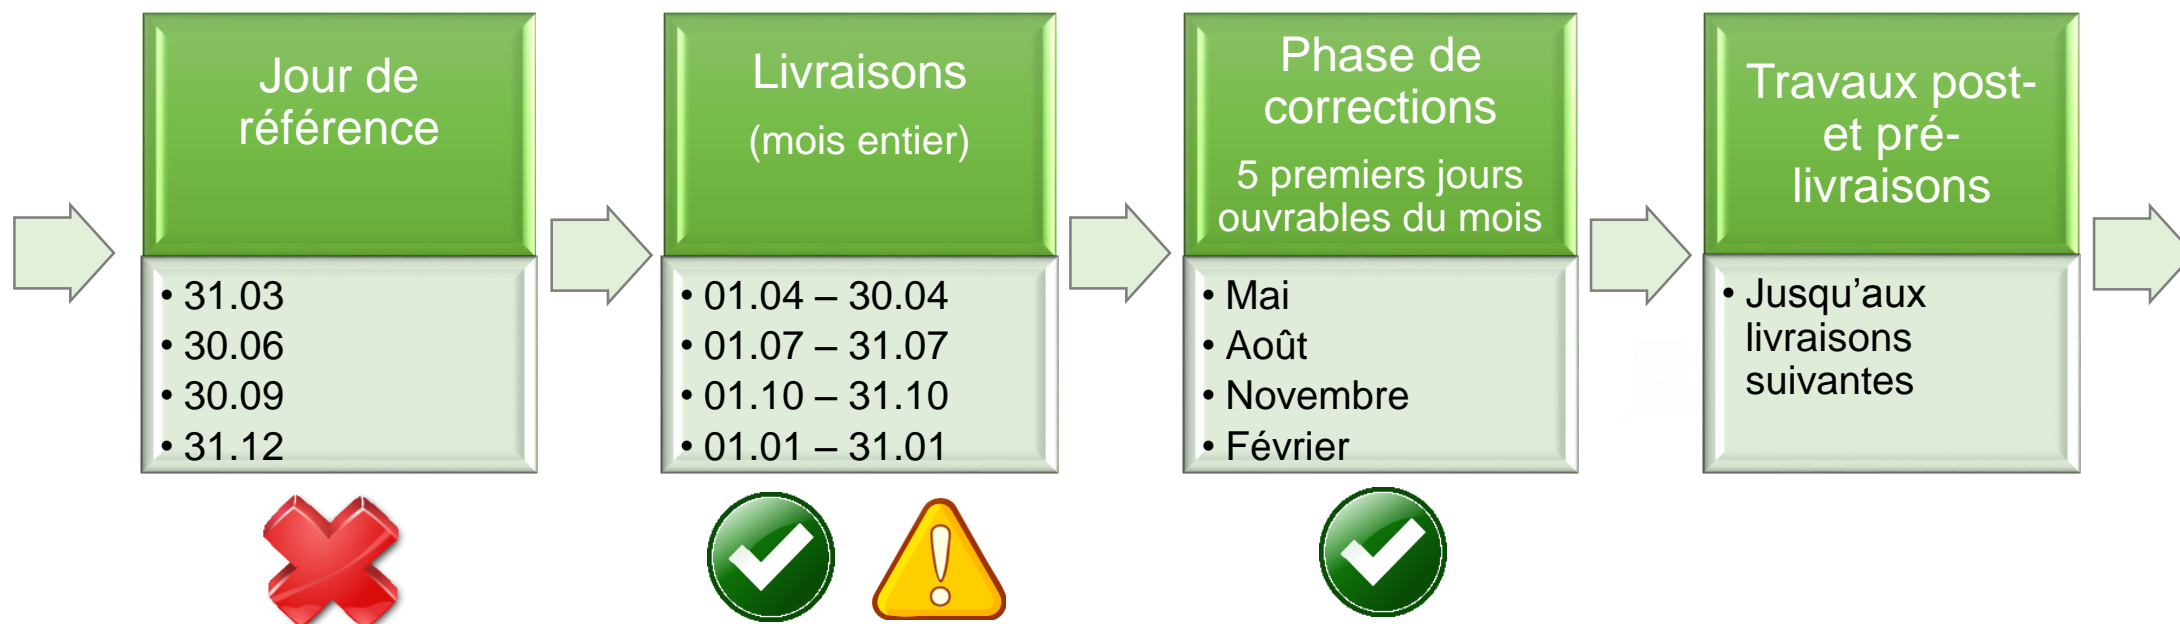 Jour de
référence
• 31.03
• 30.06
• 30.09
• 31.12
Livraisons
(mois entier)
• 01.04 – 30.04
• 01.07 – 31.07
• 01.10 – 31.10
• 01.01 – 31.01
Phase de
corrections
5 premiers jours
ouvrables du mois
• Mai
• Août
• Novembre
• Février
Travaux post-
et pré-
livraisons
• Jusqu’aux
livraisons
suivantes